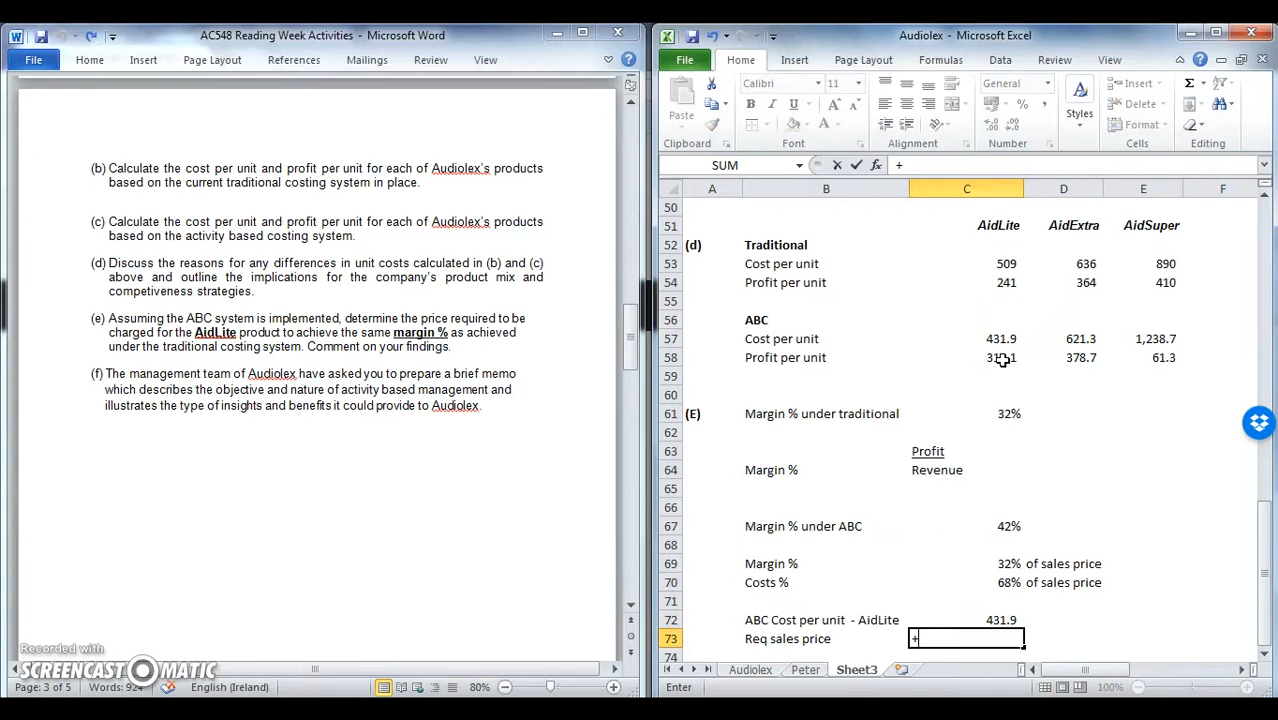 AC548 Reading Week Activities - Microsoft Word
File Home Insert Page Layout References Mailings Review View
(b) Calculate the cost per unit and profit per unit for each of Audiolex's products
based on the current traditional costing system in place.
(c) Calculate the cost per unit and profit per unit for each of Audiolex's products
based on the activity based costing system.
(d) Discuss the reasons for any differences in unit costs calculated in (b) and (c)
above and outline the implications for the company's product mix and
competiveness strategies.
(e) Assuming the ABC system is implemented, determine the price required to be
charged for the AidLite product to achieve the same margin % as achieved
under the traditional costing system. Comment on your findings.
(f) The management team of Audiolex have asked you to prepare a brief memo
which describes the objective and nature of activity based management and
illustrates the type of insights and benefits it could provide to Audiolex.
Recorded with
SCREENCAST MATIC
Page: 3 of 5 Words: 924 English (Ireland) 80%
Audiolex - Microsoft Excel
File Home Insert Page Layout Formulas Data Review View
Calibri 11 General Insert
Paste B I U % Styles Delete
Format
Clipboard Font Alignment Number Cells Editing
SUM fx +
A B C D E F
50
51 AidLite AidExtra AidSuper
52 (d) Traditional
53 Cost per unit 509 636 890
54 Profit per unit 241 364 410
55
56 ABC
57 Cost per unit 431.9 621.3 1,238.7
58 Profit per unit 378.7 61.3
59
60
61 (E) Margin % under traditional 32%
62
63 Profit
64 Margin % Revenue
65
66
67 Margin % under ABC 42%
68
69 Margin % 32% of sales price
70 Costs % 68% of sales price
71
72 ABC Cost per unit - AidLite 431.9
73 Req sales price +
74
Audiolex Peter Sheet3
Enter 100%